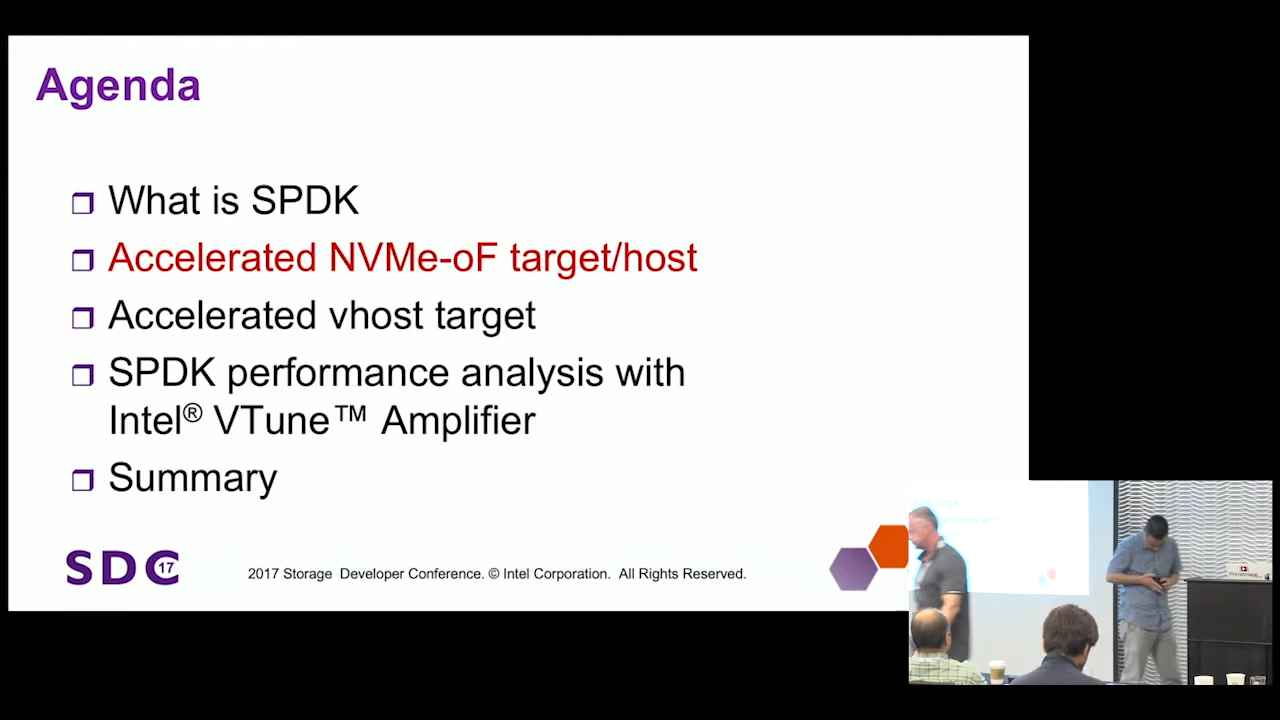 Agenda
What is SPDK
Accelerated NVMe-oF target/host
Accelerated vhost target
SPDK performance analysis with
Intel® VTune™ Amplifier
Summary
SDC 17
2017 Storage Developer Conference. © Intel Corporation. All Rights Reserved.